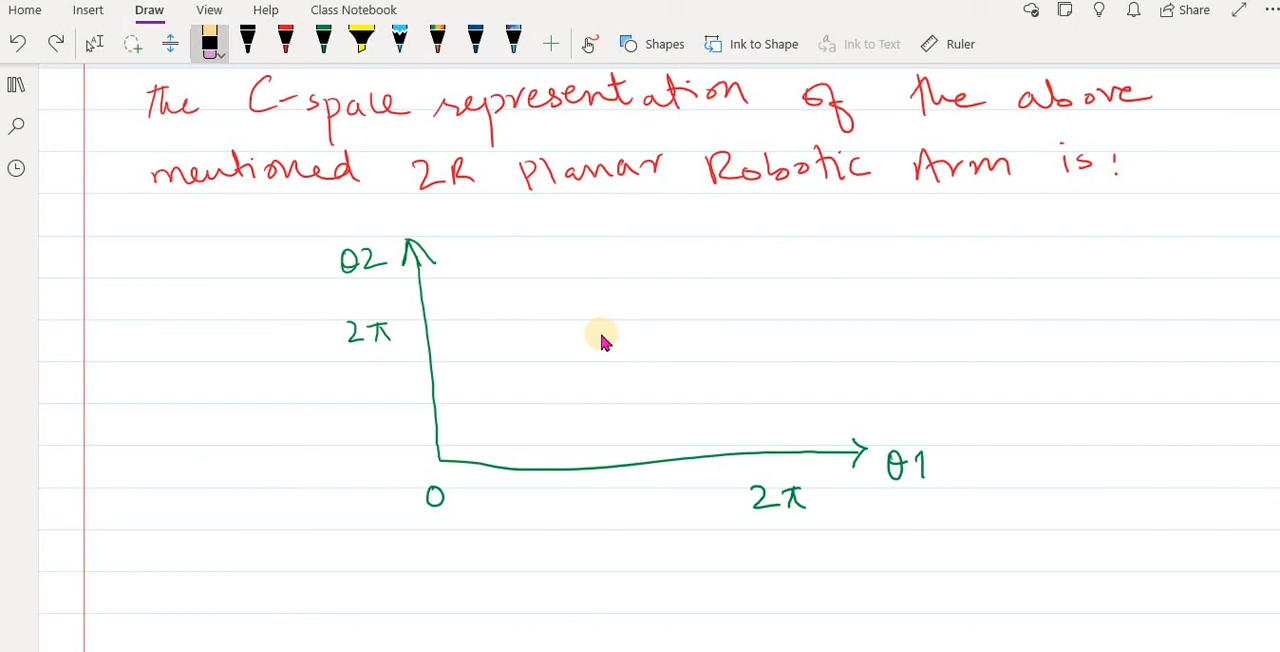 Home Insert Draw View Help Class Notebook Share
Shapes Ink to Shape Ink to Text Ruler
The C-space representation of the above
mentioned 2R planar Robotic Arm is:
θ2
2π
θ1
0 2π